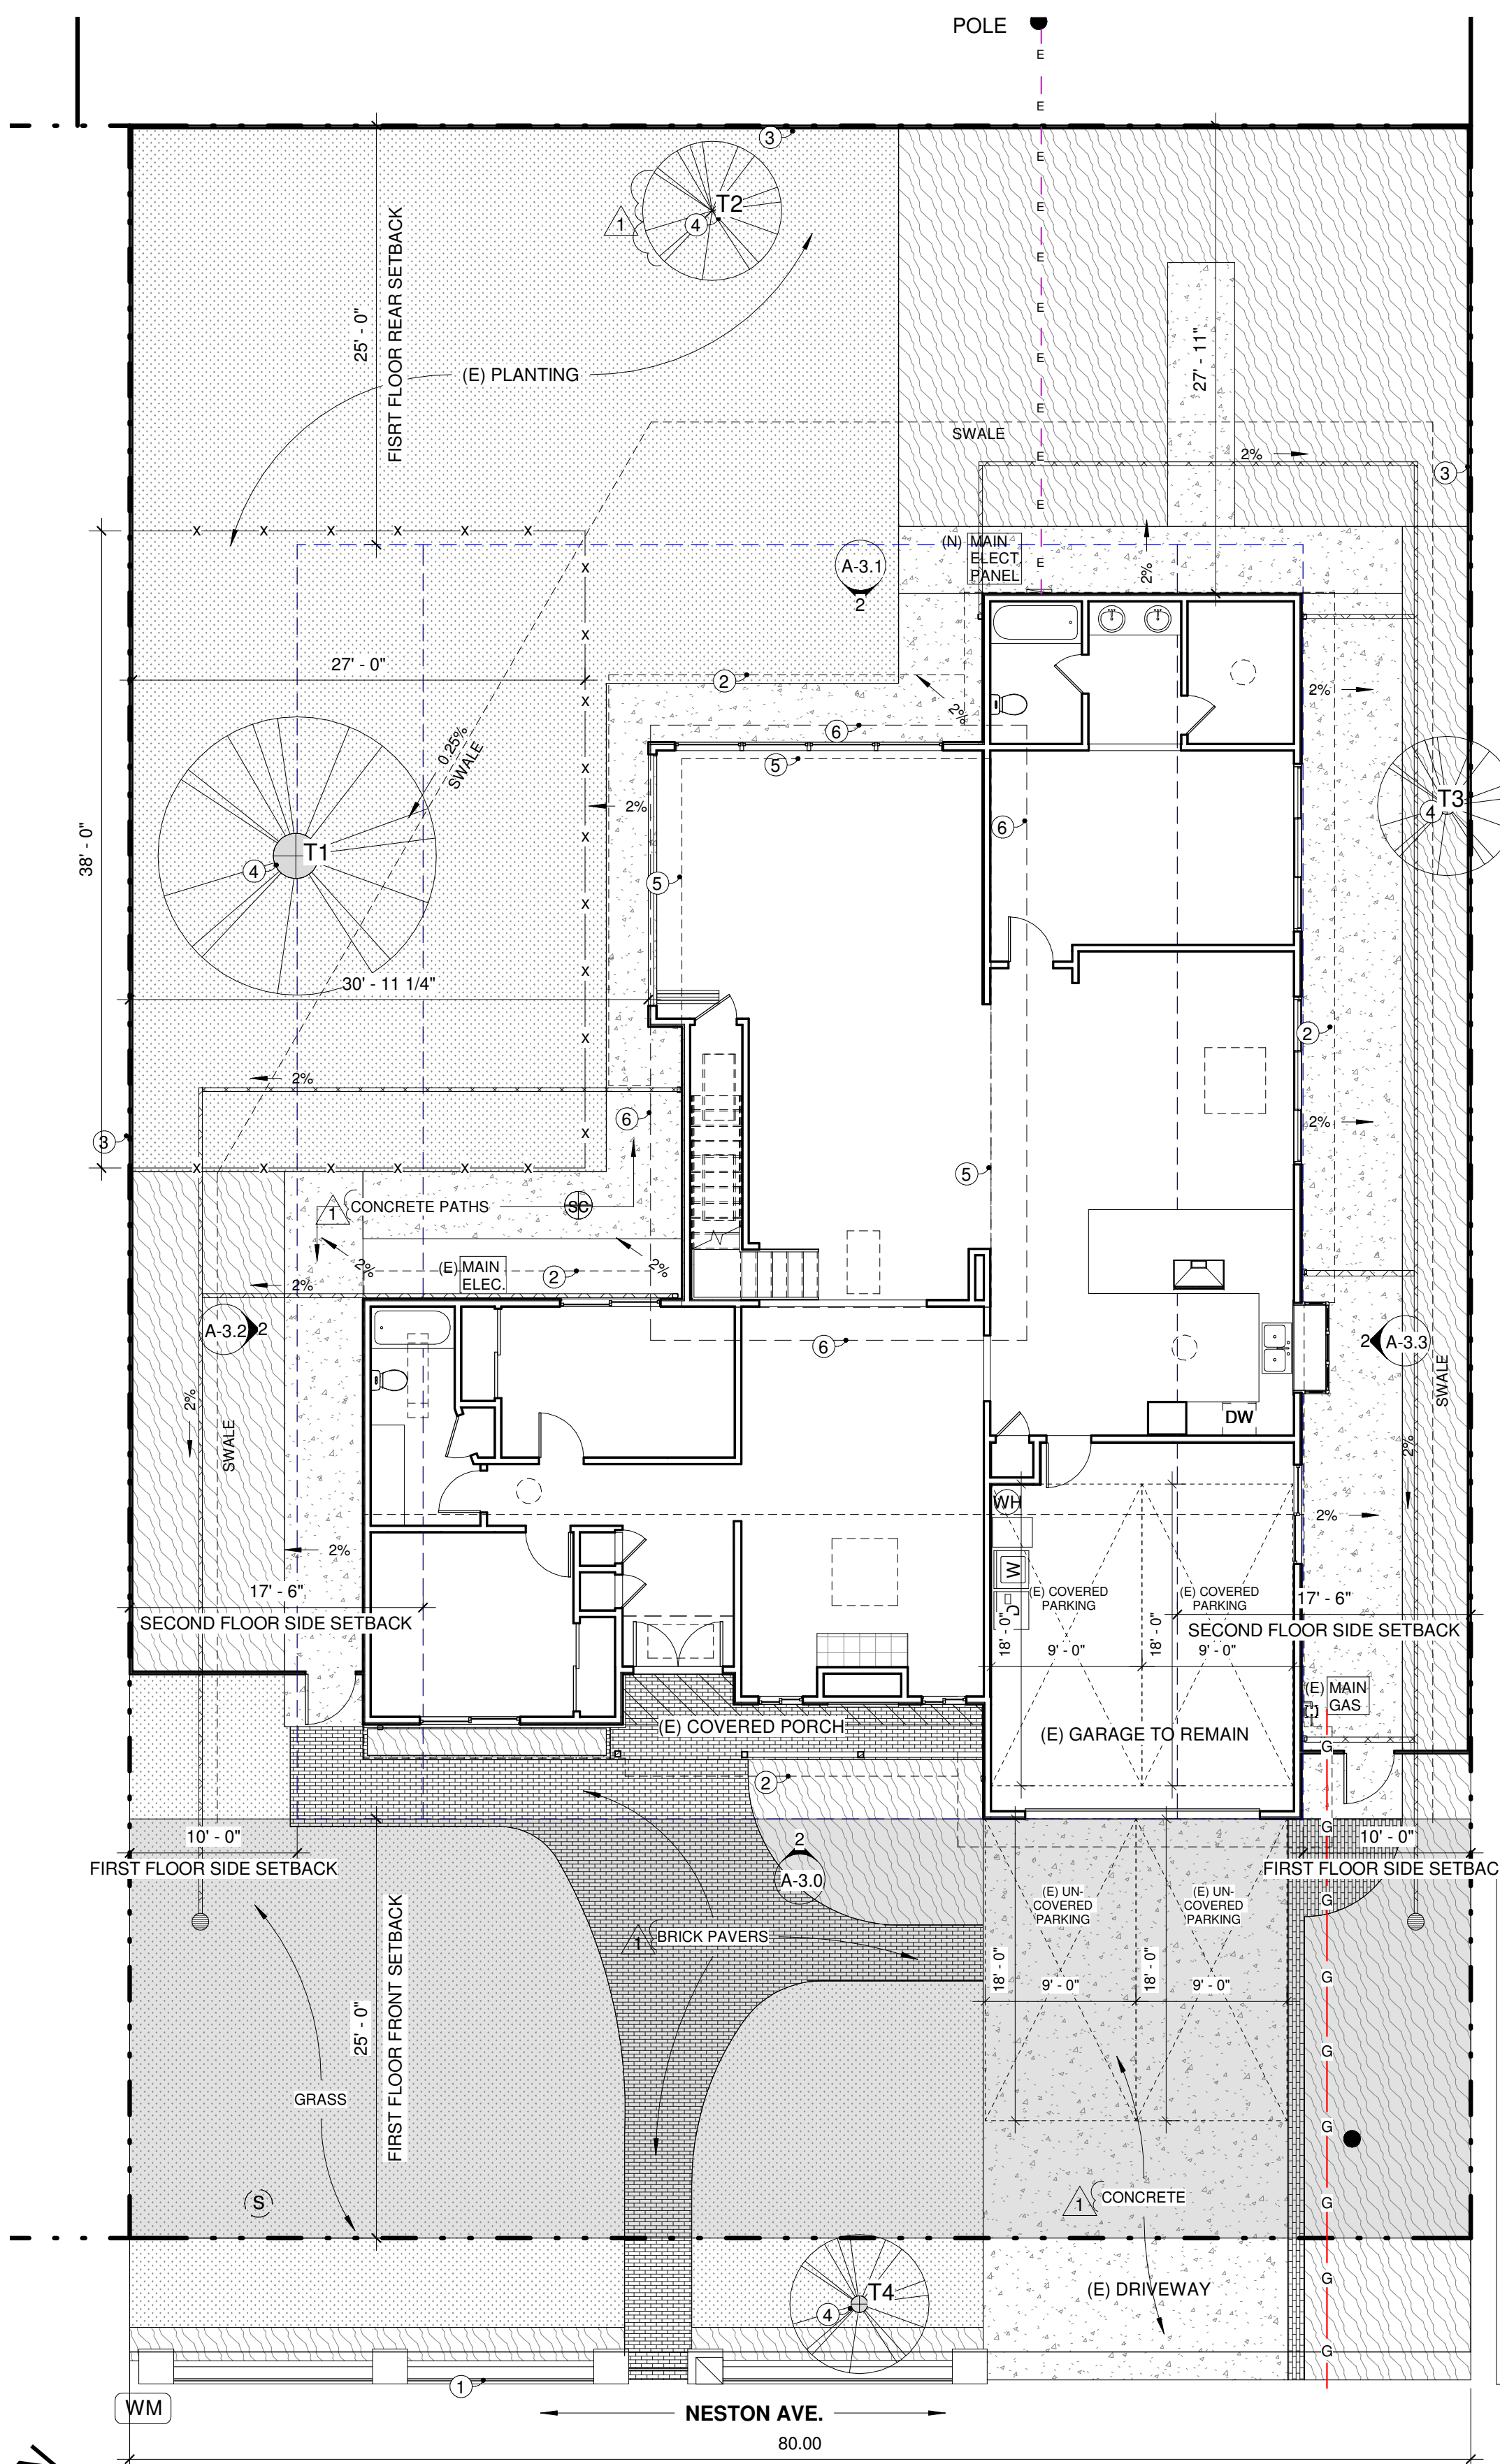 POLE
E
E
3
E
T2
4
1
E
E
FISRT FLOOR REAR SETBACK
25' - 0"
E
27' - 11"
(E) PLANTING
E
SWALE
2%
E
3
E
X X X X X X
(N) MAIN
ELECT.
PANEL
E
2%
A-3.1
2
X
X
27' - 0"
2
2%
2%
X
6
0.25%
SWALE
5
X
T3
4
2%
6
38' - 0"
X
T1
4
5
X
30' - 11 1/4"
2
X
2%
6
2%
3
X
X X X X X X
5
1
CONCRETE PATHS
SC
2%
(E) MAIN
ELEC.
2
2%
2%
A-3.2
2
6
2
A-3.3
SWALE
2%
SWALE
DW
2%
WH
2%
W
D
(E) COVERED
PARKING
(E) COVERED
PARKING
2%
17' - 6"
SECOND FLOOR SIDE SETBACK
18' - 0"
9' - 0"
18' - 0"
9' - 0"
17' - 6"
SECOND FLOOR SIDE SETBACK
(E) MAIN
GAS
(E) COVERED PORCH
(E) GARAGE TO REMAIN
G
2
G
10' - 0"
FIRST FLOOR SIDE SETBACK
2
A-3.0
10' - 0"
FIRST FLOOR SIDE SETBAC
(E) UN-
COVERED
PARKING
(E) UN-
COVERED
PARKING
G
1
BRICK PAVERS
18' - 0"
9' - 0"
18' - 0"
9' - 0"
G
25' - 0"
FIRST FLOOR FRONT SETBACK
G
GRASS
G
S
1
CONCRETE
G
T4
4
(E) DRIVEWAY
G
G
1
WM
NESTON AVE.
80.00